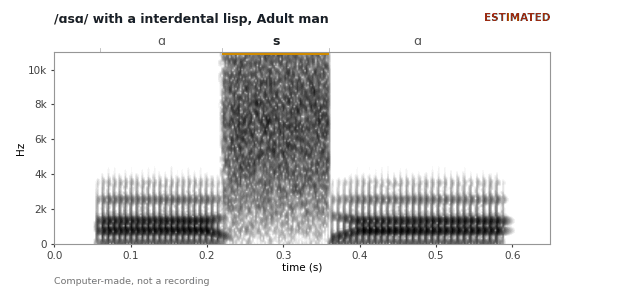 /ɑsɑ/ with a interdental lisp, Adult man
ESTIMATED
ɑ s ɑ
10k
8k
6k
4k
2k
0
Hz
0.0 0.1 0.2 0.3 0.4 0.5 0.6
time (s)
Computer-made, not a recording